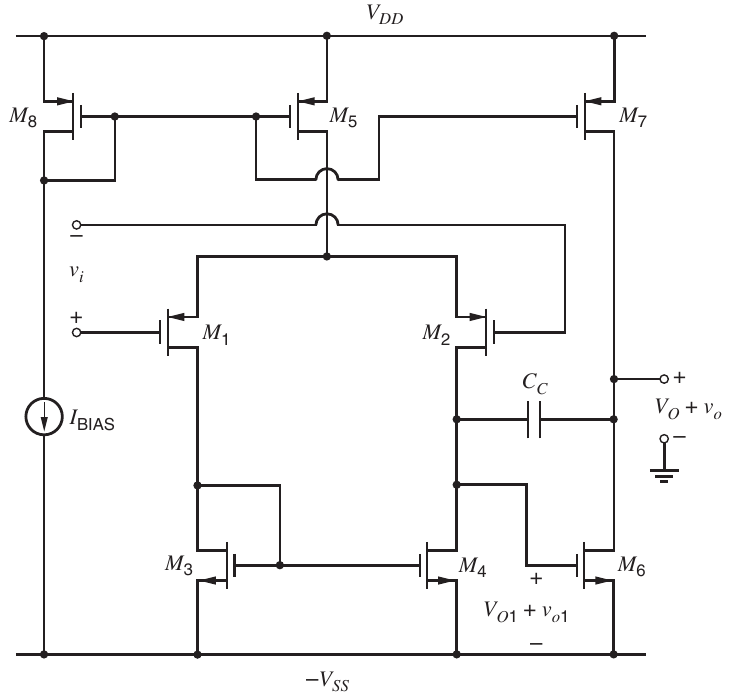 V_DD
M_8
M_5
M_7
−
v_i
+
M_1
M_2
C_C
+
V_O + v_o
−
I_BIAS
M_3
M_4
M_6
+
V_O1 + v_o1
−
−V_SS